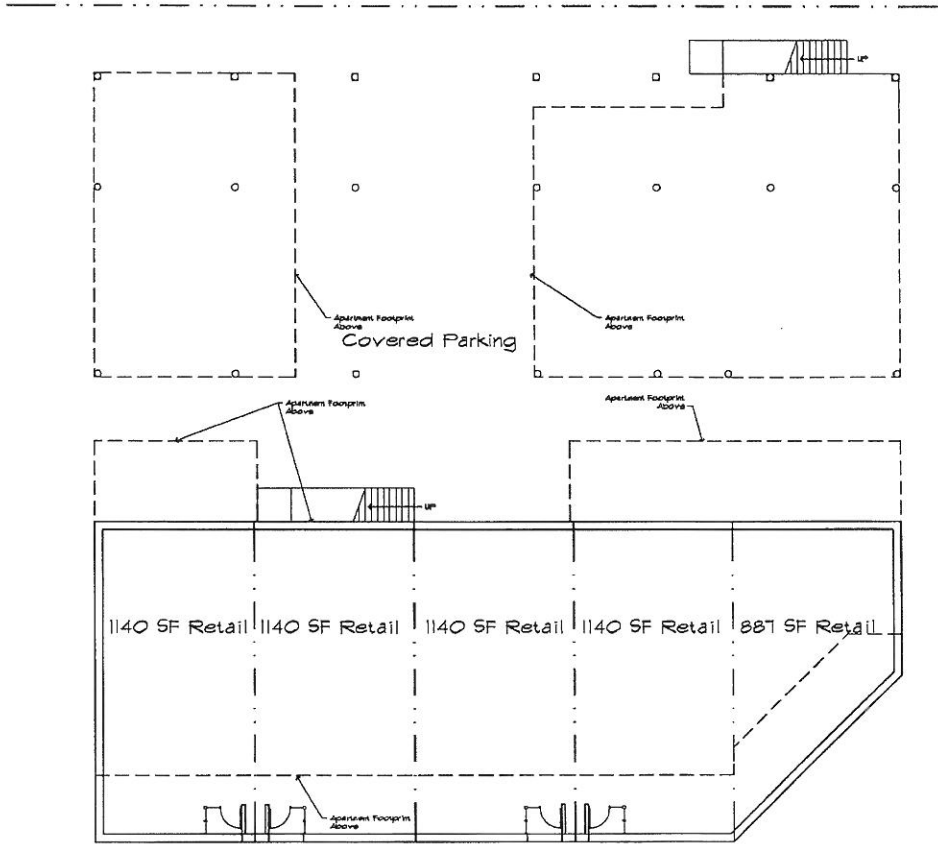 UP
Apartment Footprint
Above
Apartment Footprint
Above
Covered Parking
Apartment Footprint
Above
Apartment Footprint
Above
UP
1140 SF Retail
1140 SF Retail
1140 SF Retail
1140 SF Retail
887 SF Retail
Apartment Footprint
Above